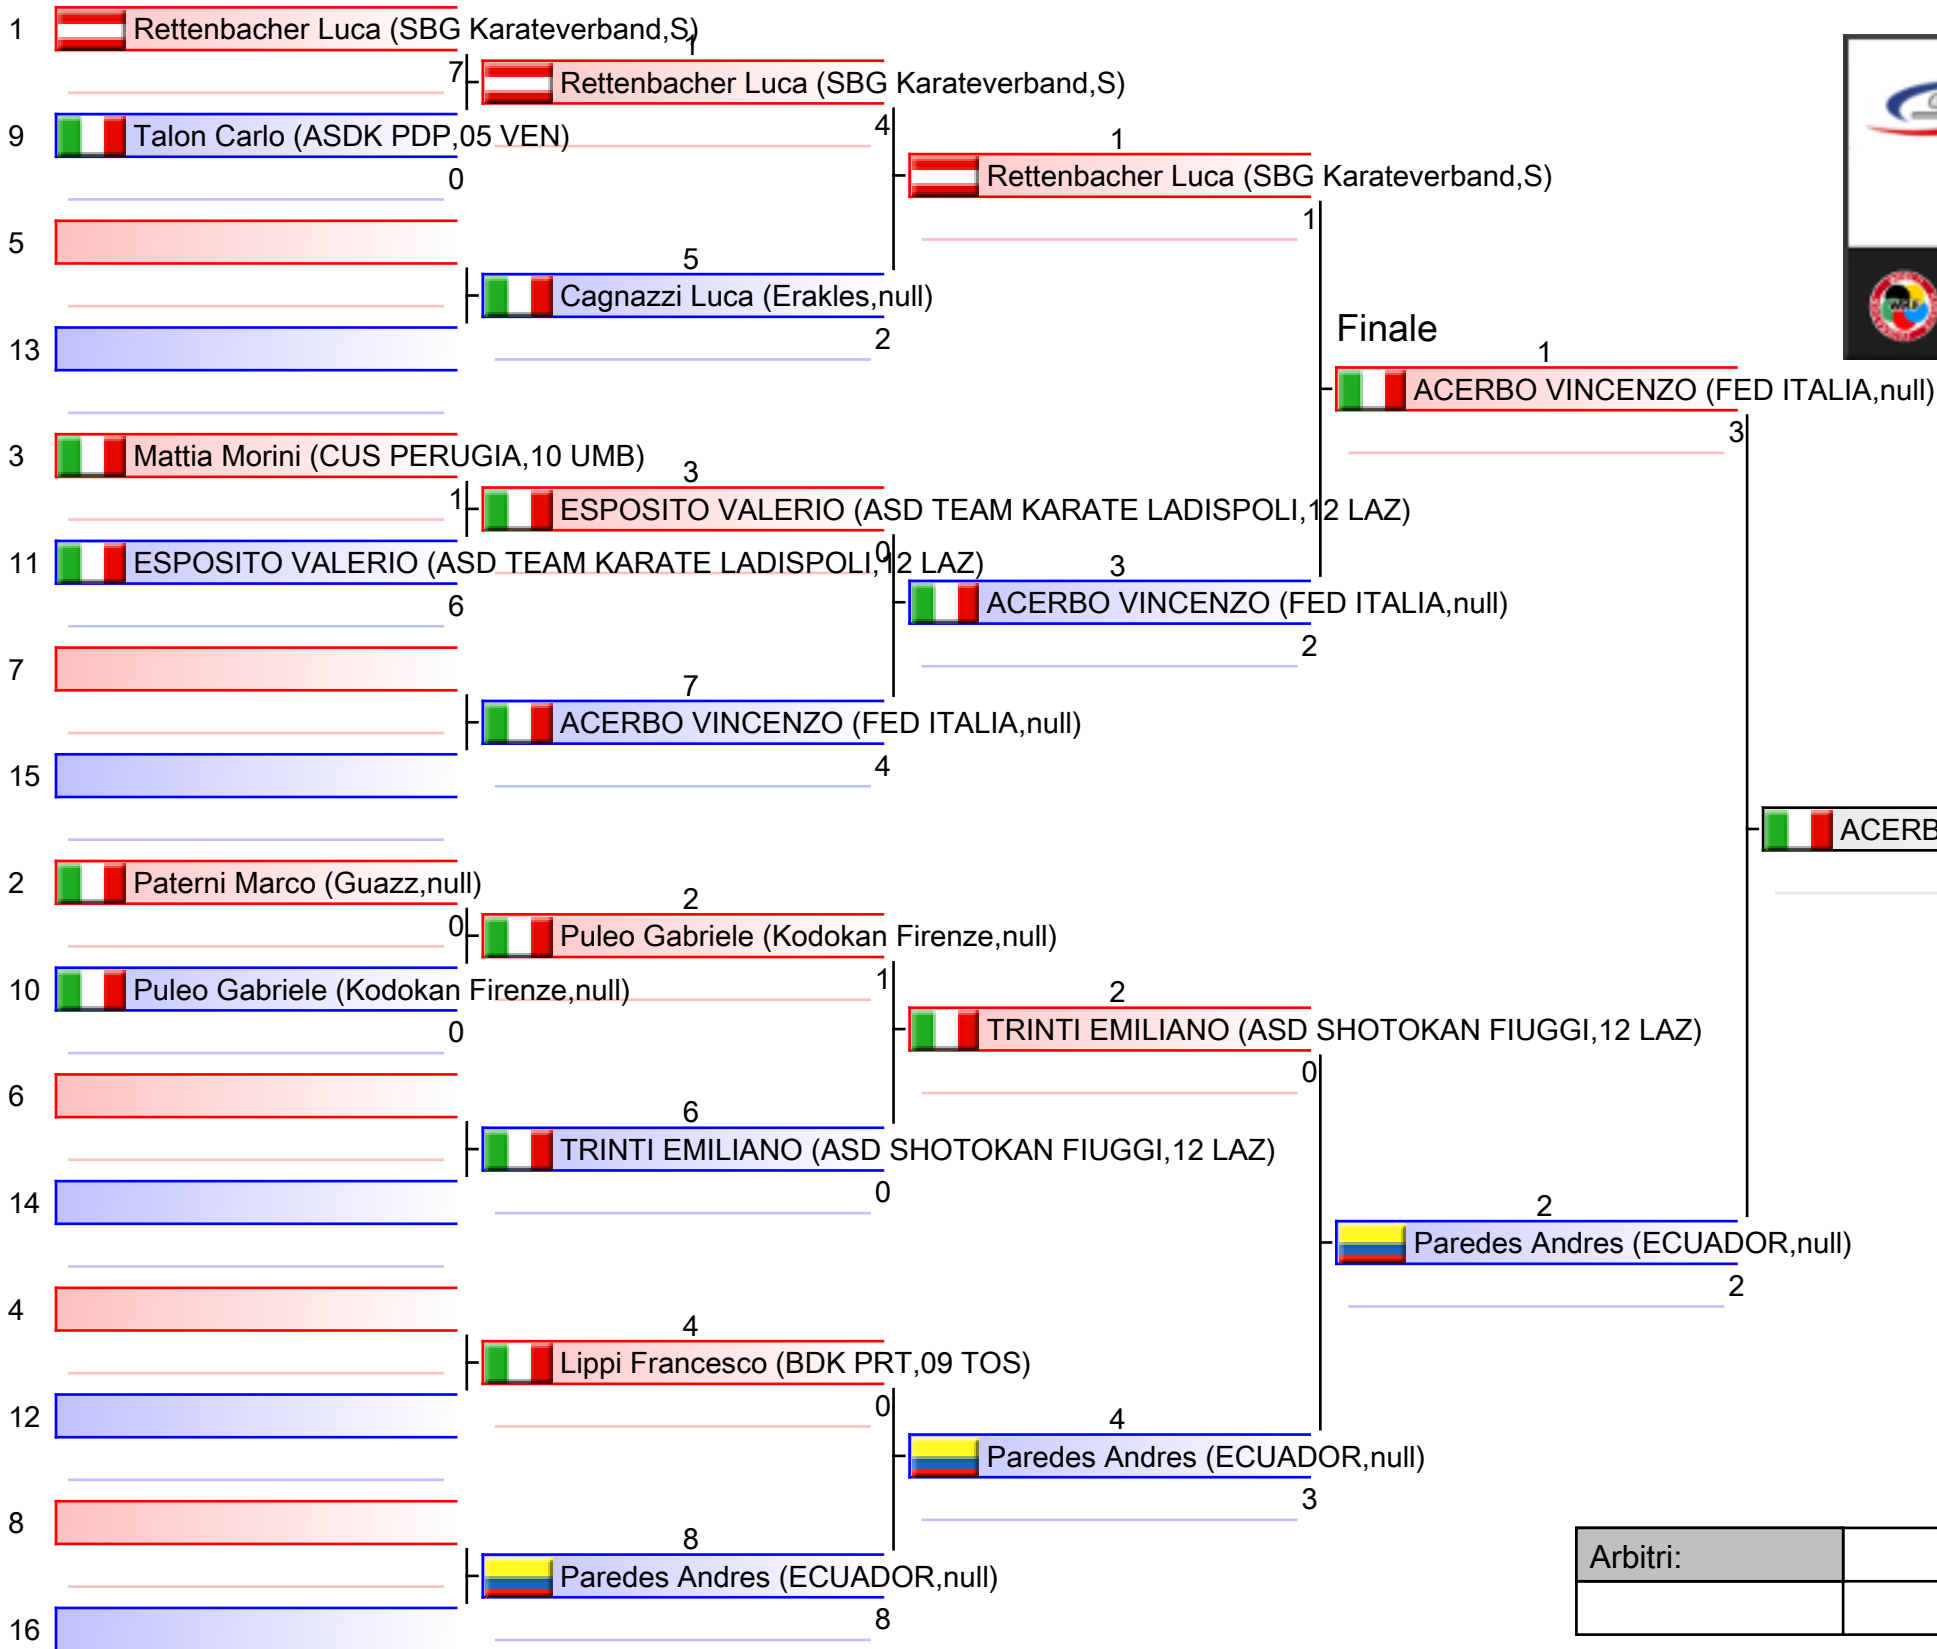 1 Rettenbacher Luca (SBG Karateverband,S)
7
9 Talon Carlo (ASDK PDP,05 VEN)
0
5
13
3 Mattia Morini (CUS PERUGIA,10 UMB)
1
11 ESPOSITO VALERIO (ASD TEAM KARATE LADISPOLI,12 LAZ)
6
7
15
2 Paterni Marco (Guazz,null)
0
10 Puleo Gabriele (Kodokan Firenze,null)
0
6
14
4
12
8
16
1
Rettenbacher Luca (SBG Karateverband,S)
4
5
Cagnazzi Luca (Erakles,null)
2
3
ESPOSITO VALERIO (ASD TEAM KARATE LADISPOLI,12 LAZ)
0
7
ACERBO VINCENZO (FED ITALIA,null)
4
2
Puleo Gabriele (Kodokan Firenze,null)
1
6
TRINTI EMILIANO (ASD SHOTOKAN FIUGGI,12 LAZ)
0
4
Lippi Francesco (BDK PRT,09 TOS)
0
8
Paredes Andres (ECUADOR,null)
8
1
Rettenbacher Luca (SBG Karateverband,S)
1
3
ACERBO VINCENZO (FED ITALIA,null)
2
2
TRINTI EMILIANO (ASD SHOTOKAN FIUGGI,12 LAZ)
0
4
Paredes Andres (ECUADOR,null)
3
Finale
1
ACERBO VINCENZO (FED ITALIA,null)
3
2
Paredes Andres (ECUADOR,null)
2
ACERB
Arbitri: